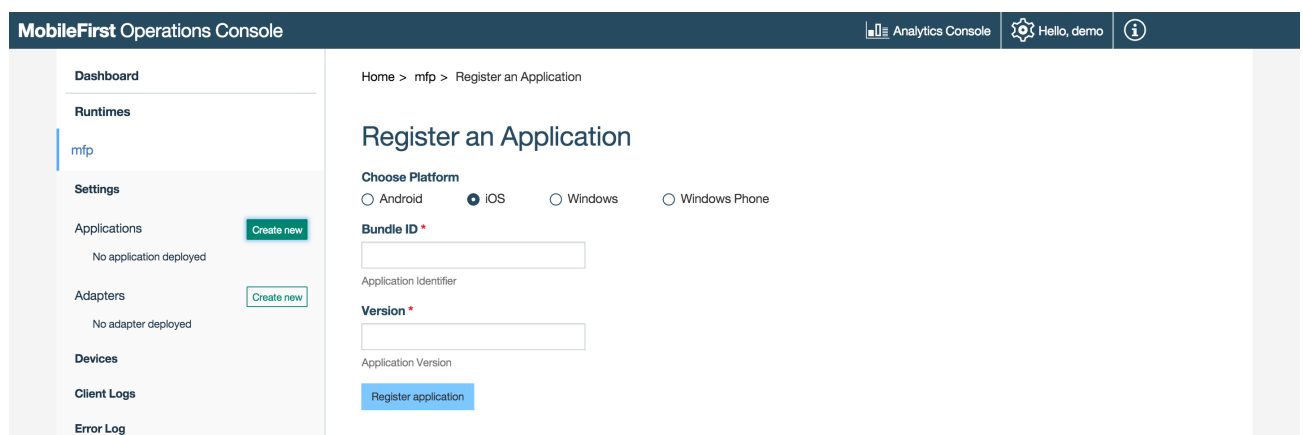 MobileFirst Operations Console
Analytics Console
Hello, demo
Dashboard
Runtimes
mfp
Settings
Applications
Create new
No application deployed
Adapters
Create new
No adapter deployed
Devices
Client Logs
Error Log
Home > mfp > Register an Application
Register an Application
Choose Platform
Android iOS Windows Windows Phone
Bundle ID *
Application Identifier
Version *
Application Version
Register application